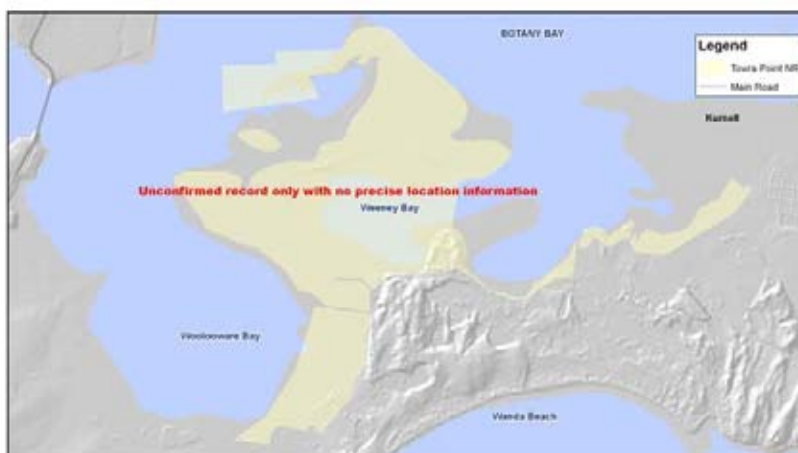 BOTANY BAY
Legend
Towra Point NR
Main Road
Kurnell
Unconfirmed record only with no precise location information
Weeney Bay
Woolooware Bay
Wanda Beach